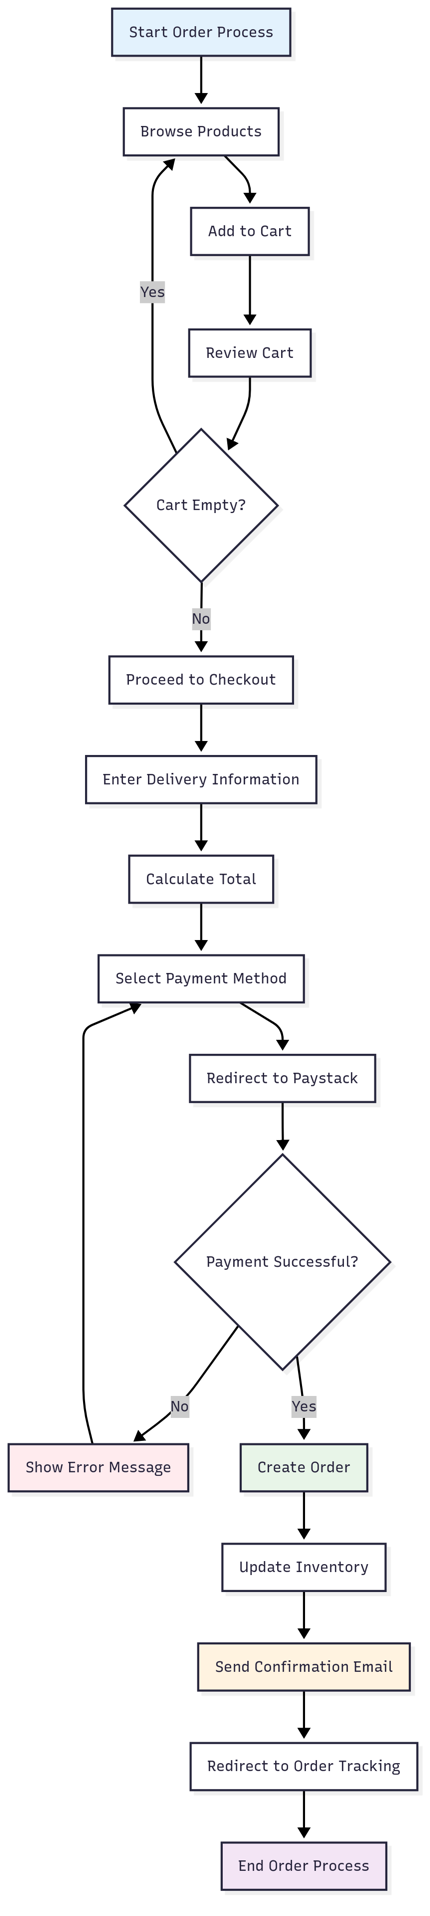 Start Order Process
Browse Products
Add to Cart
Yes
Review Cart
Cart Empty?
No
Proceed to Checkout
Enter Delivery Information
Calculate Total
Select Payment Method
Redirect to Paystack
Payment Successful?
No
Yes
Show Error Message
Create Order
Update Inventory
Send Confirmation Email
Redirect to Order Tracking
End Order Process